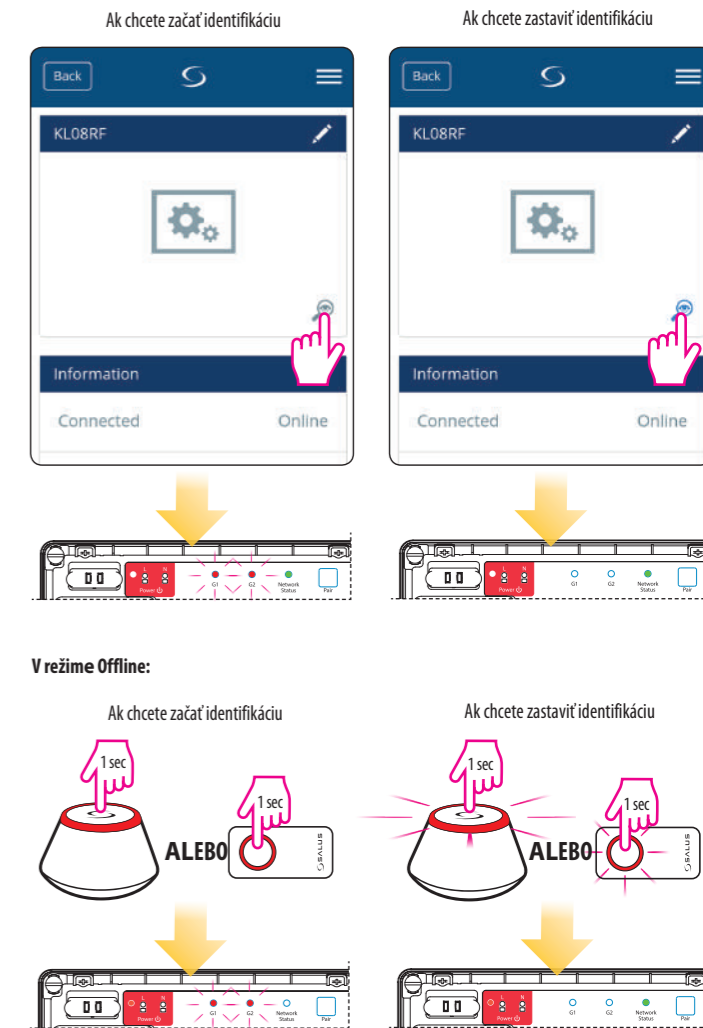 Ak chcete začať identifikáciu
Ak chcete zastaviť identifikáciu
Back
KL08RF
Information
Connected Online
Back
KL08RF
Information
Connected Online
L N
Power
G1 G2 Network Status Pair
L N
Power
G1 G2 Network Status Pair
V režime Offline:
Ak chcete začať identifikáciu
Ak chcete zastaviť identifikáciu
1 sec
ALEBO
1 sec
SALUS
1 sec
ALEBO
1 sec
SALUS
L N
Power
G1 G2 Network Status Pair
L N
Power
G1 G2 Network Status Pair